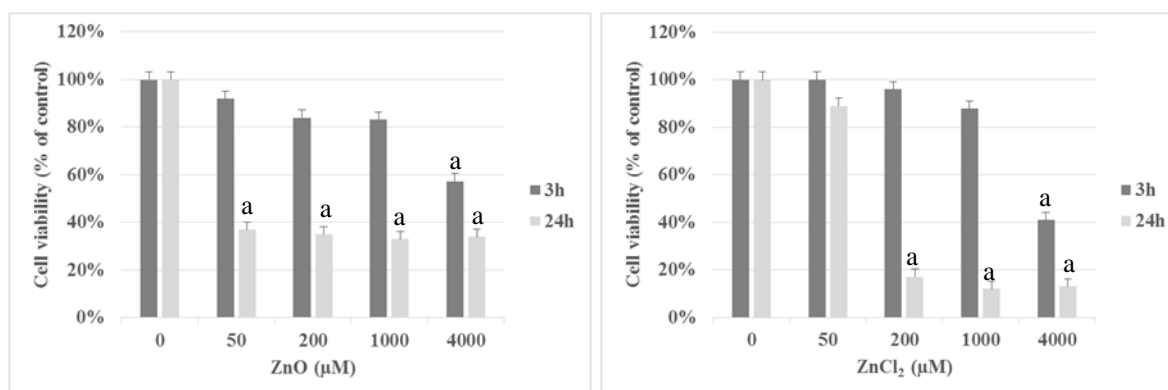 120%
100%
80%
60%
40%
20%
0%
Cell viability (% of control)
a
a
a
a
a
0
50
200
1000
4000
ZnO (µM)
3h
24h
120%
100%
80%
60%
40%
20%
0%
Cell viability (% of control)
a
a
a
a
0
50
200
1000
4000
ZnCl₂ (µM)
3h
24h